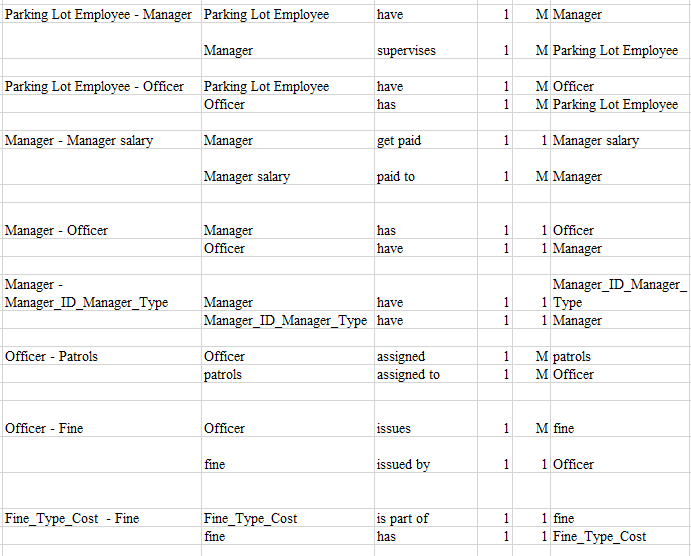 Parking Lot Employee - Manager Parking Lot Employee have 1 M Manager
Manager supervises 1 M Parking Lot Employee
Parking Lot Employee - Officer Parking Lot Employee have 1 M Officer
Officer has 1 M Parking Lot Employee
Manager - Manager salary Manager get paid 1 1 Manager salary
Manager salary paid to 1 M Manager
Manager - Officer Manager has 1 1 Officer
Officer have 1 1 Manager
Manager - Manager_ID_Manager_
Manager_ID_Manager_Type Manager have 1 1 Type
Manager_ID_Manager_Type have 1 1 Manager
Officer - Patrols Officer assigned 1 M patrols
patrols assigned to 1 M Officer
Officer - Fine Officer issues 1 M fine
fine issued by 1 1 Officer
Fine_Type_Cost - Fine Fine_Type_Cost is part of 1 1 fine
fine has 1 1 Fine_Type_Cost